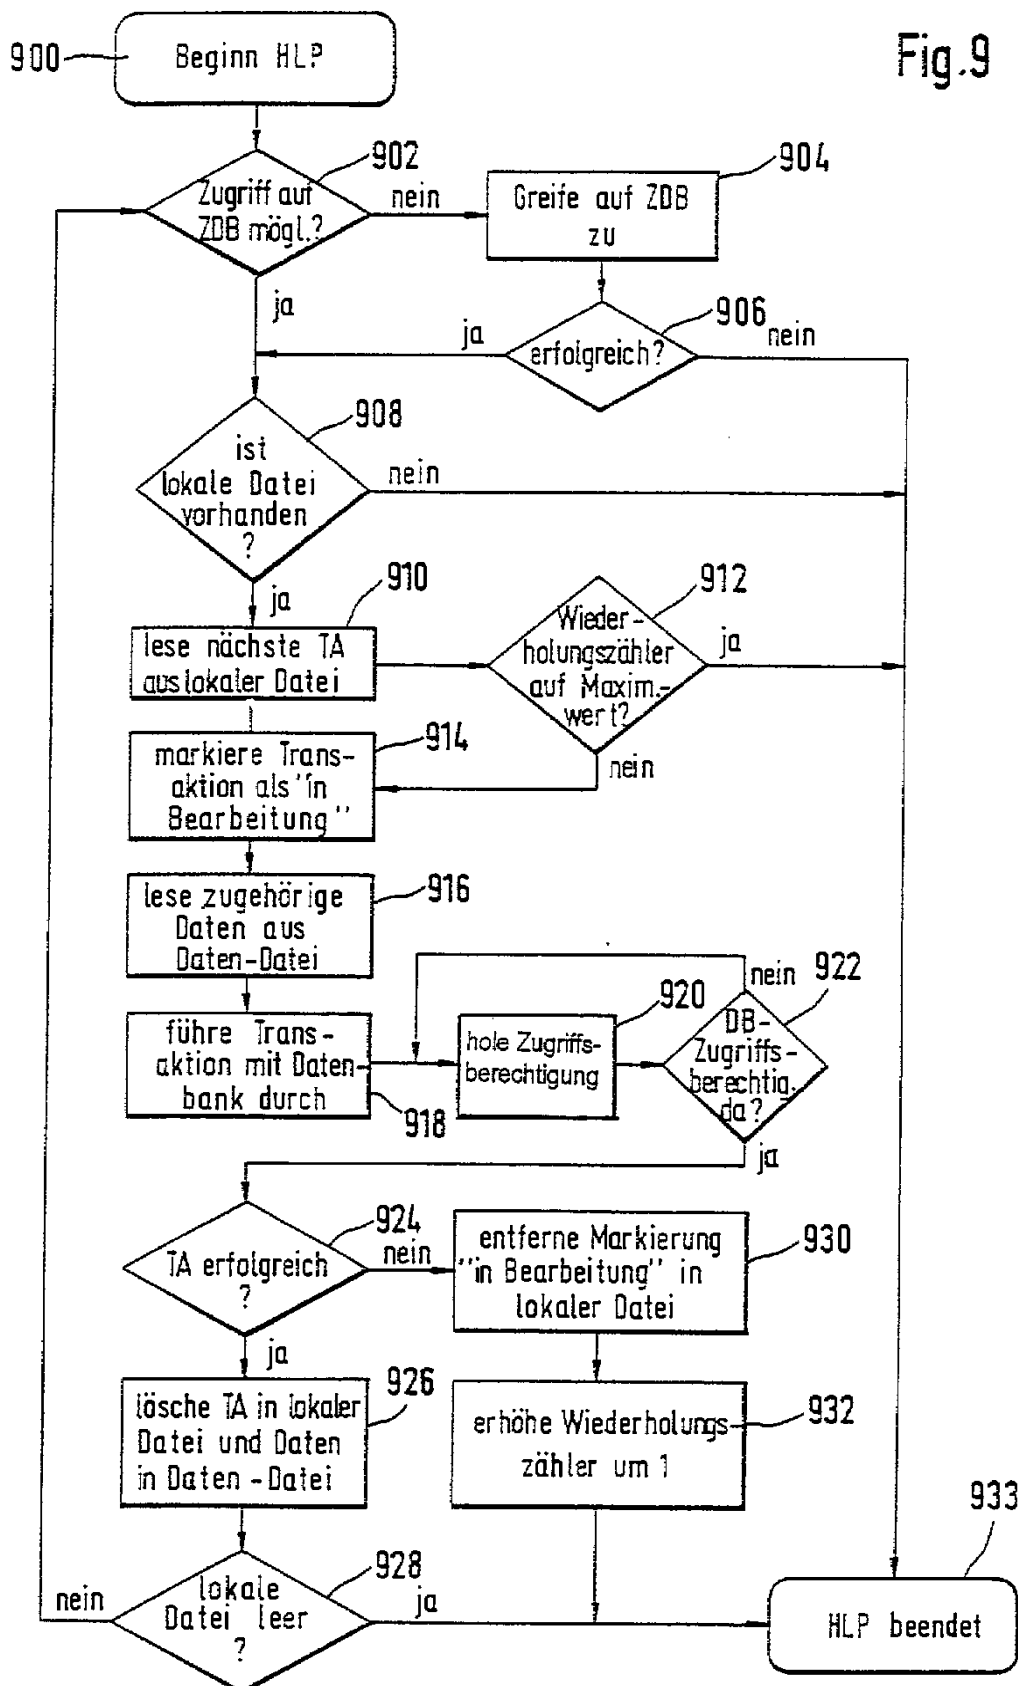 Fig.9
900
Beginn HLP
902
Zugriff auf
ZDB mögl.?
nein
ja
904
Greife auf ZDB
zu
906
erfolgreich?
ja
nein
908
ist
lokale Datei
vorhanden
?
nein
ja
910
lese nächste TA
aus lokaler Datei
912
Wieder-
holungszähler
auf Maxim.-
wert?
ja
nein
914
markiere Trans-
aktion als "in
Bearbeitung"
916
lese zugehörige
Daten aus
Daten-Datei
918
führe Trans-
aktion mit Daten-
bank durch
920
hole Zugriffs-
berechtigung
922
DB-
Zugriffs-
berechtig.
da?
nein
ja
924
TA erfolgreich
?
nein
ja
930
entferne Markierung
"in Bearbeitung" in
lokaler Datei
926
lösche TA in lokaler
Datei und Daten
in Daten-Datei
932
erhöhe Wiederholungs-
zähler um 1
928
lokale
Datei leer
?
nein
ja
933
HLP beendet